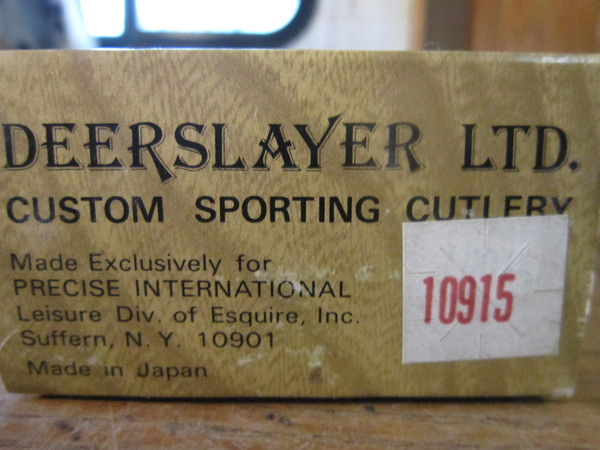 DEERSLAYER LTD.
CUSTOM SPORTING CUTLERY
Made Exclusively for
PRECISE INTERNATIONAL
Leisure Div. of Esquire, Inc.
Suffern, N. Y. 10901
Made in Japan
10915